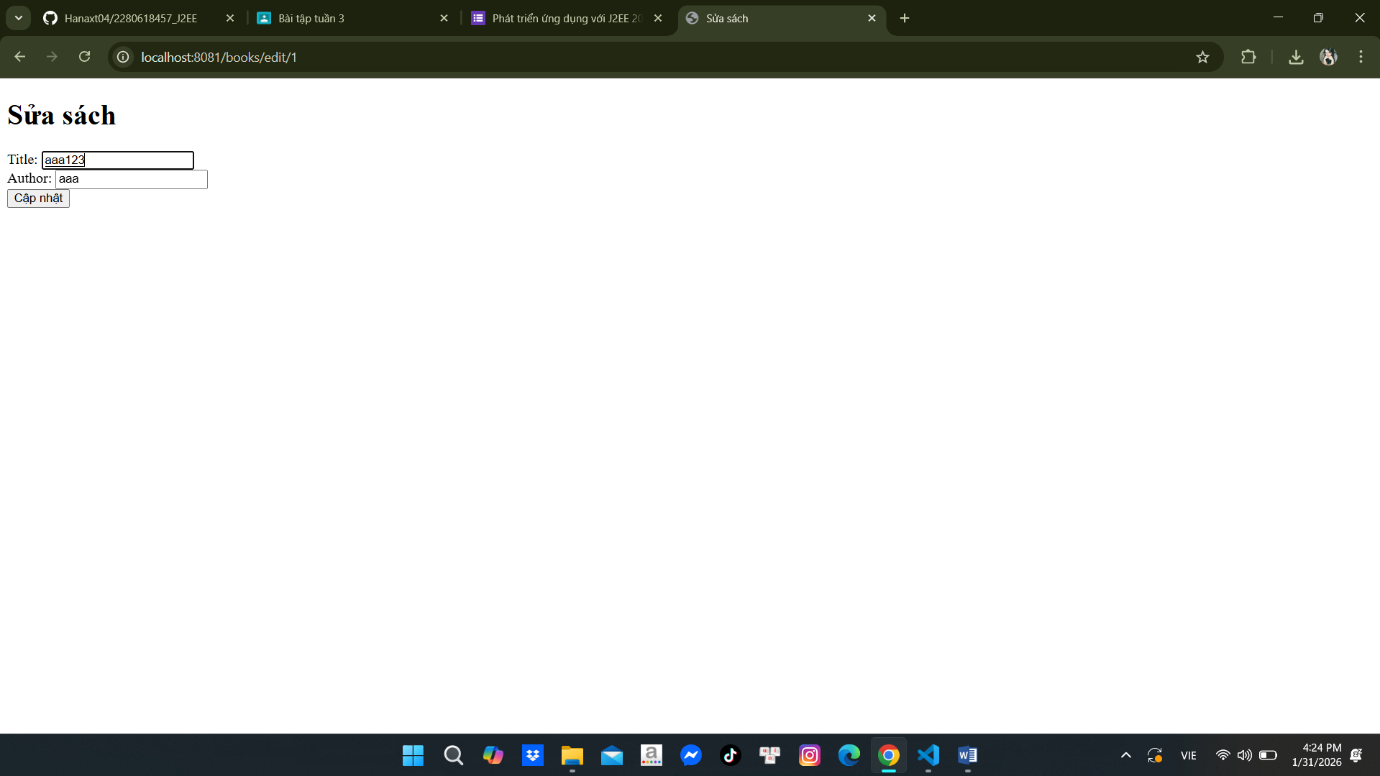 Hanaxt04/2280618457_J2EE
Bài tập tuần 3
Phát triển ứng dụng với J2EE 20
Sửa sách
localhost:8081/books/edit/1
Sửa sách
Title: aaa123
Author: aaa
Cập nhật
VIE
4:24 PM
1/31/2026